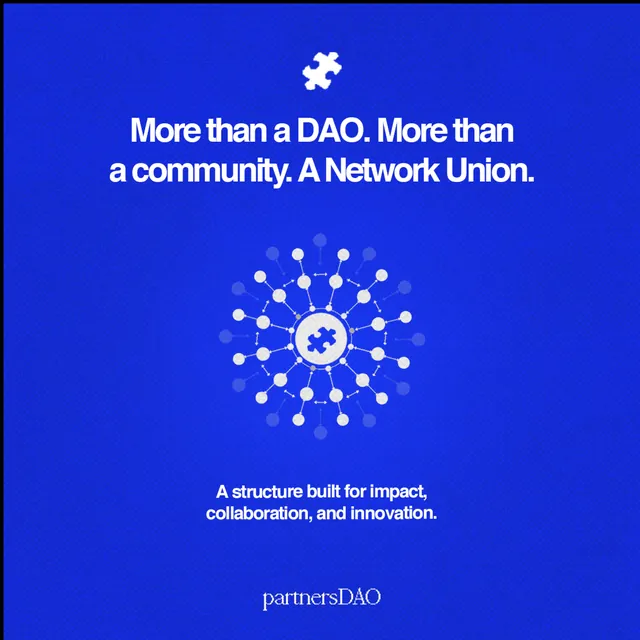 More than a DAO. More than
a community. A Network Union.
A structure built for impact,
collaboration, and innovation.
partnersDAO